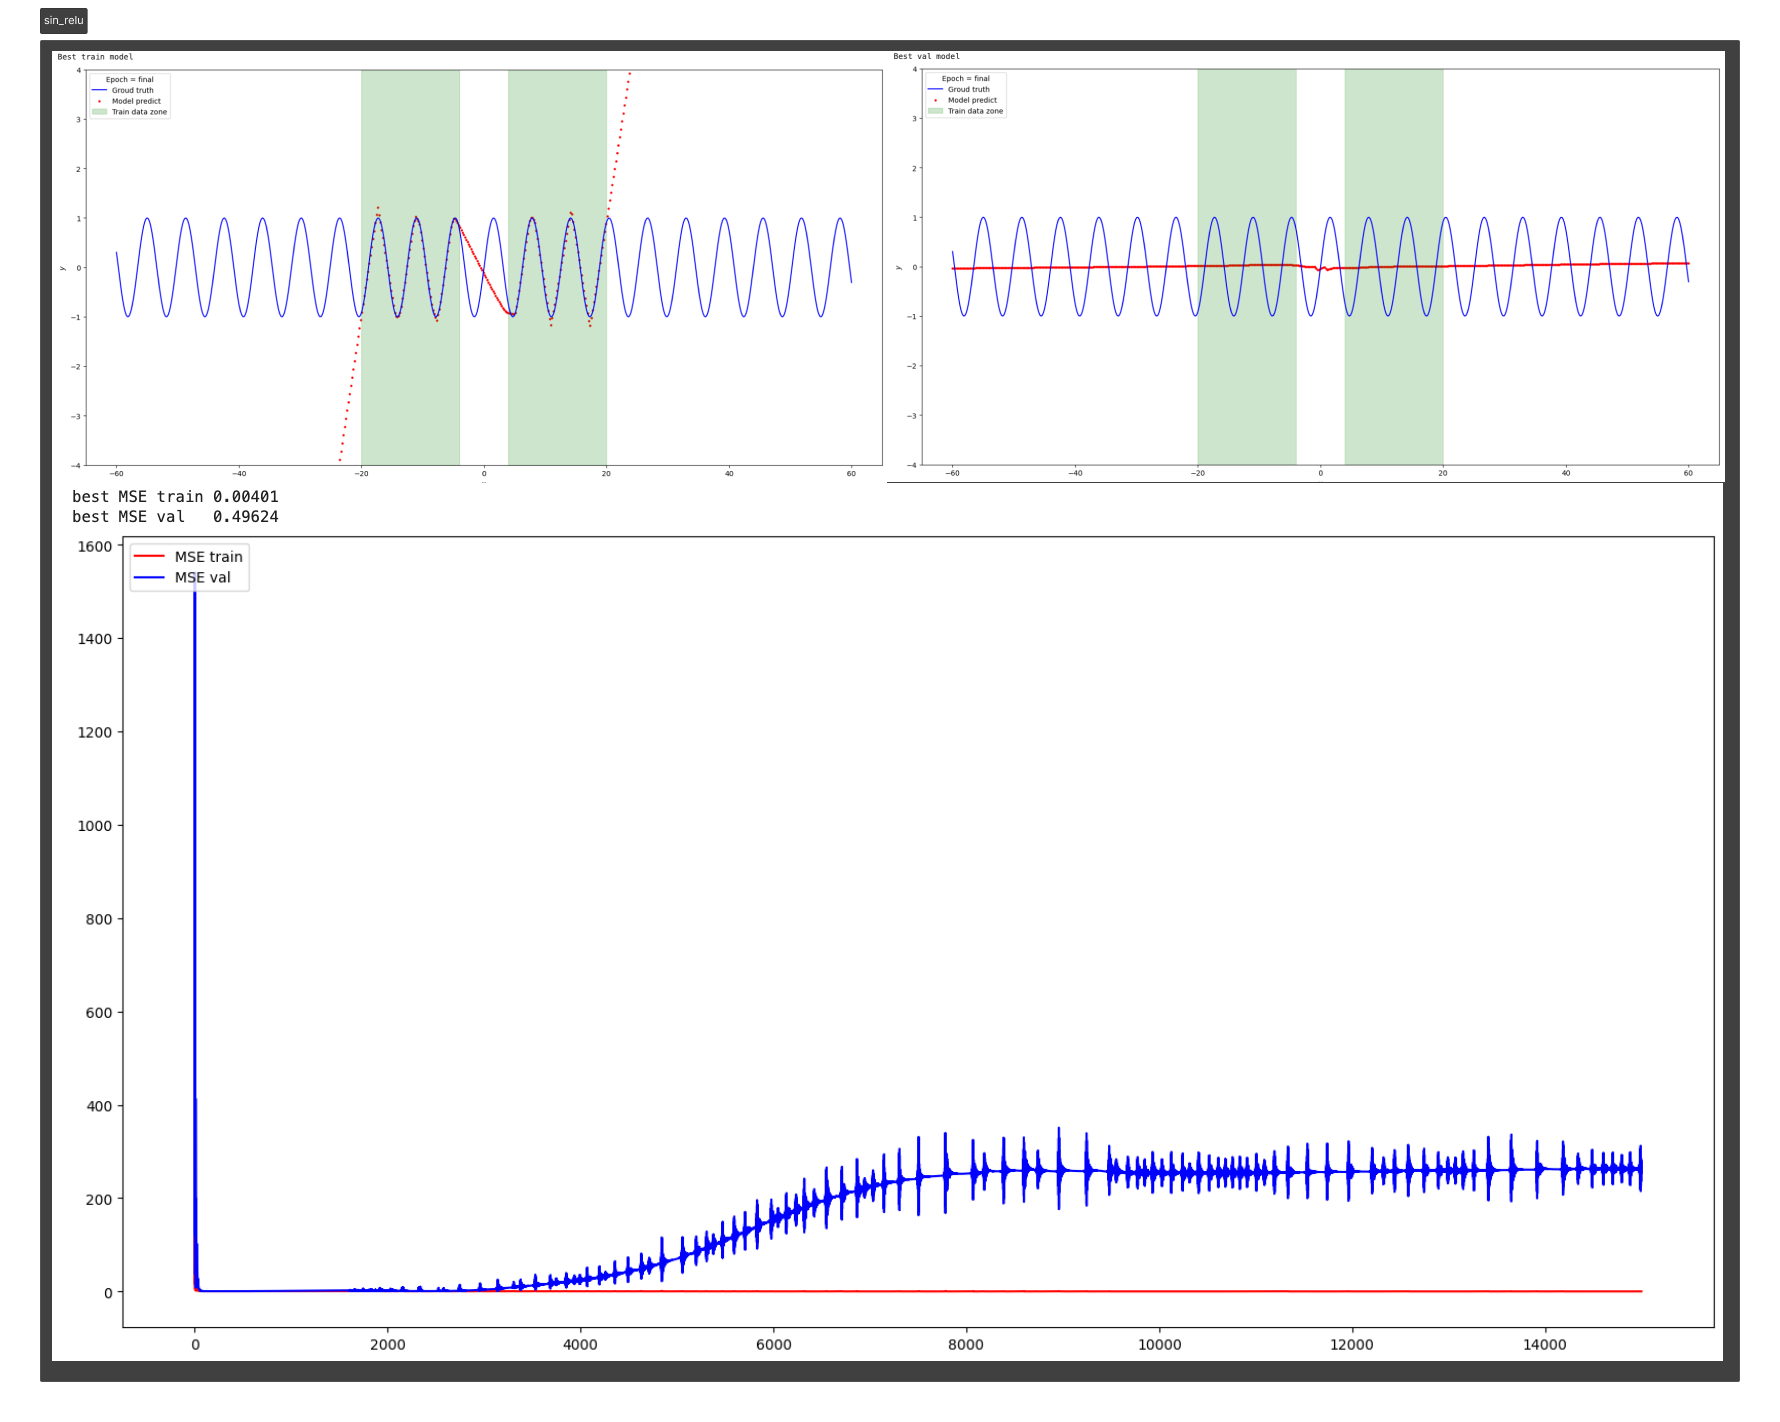 sin_relu
Best train model
Epoch = final
Groud truth
Model predict
Train data zone
4
3
2
1
0
−1
−2
−3
−4
y
−60
−40
−20
0
20
40
60
Best val model
Epoch = final
Groud truth
Model predict
Train data zone
4
3
2
1
0
−1
−2
−3
−4
y
−60
−40
−20
0
20
40
60
best MSE train 0.00401
best MSE val 0.49624
MSE train
MSE val
1600
1400
1200
1000
800
600
400
200
0
0
2000
4000
6000
8000
10000
12000
14000